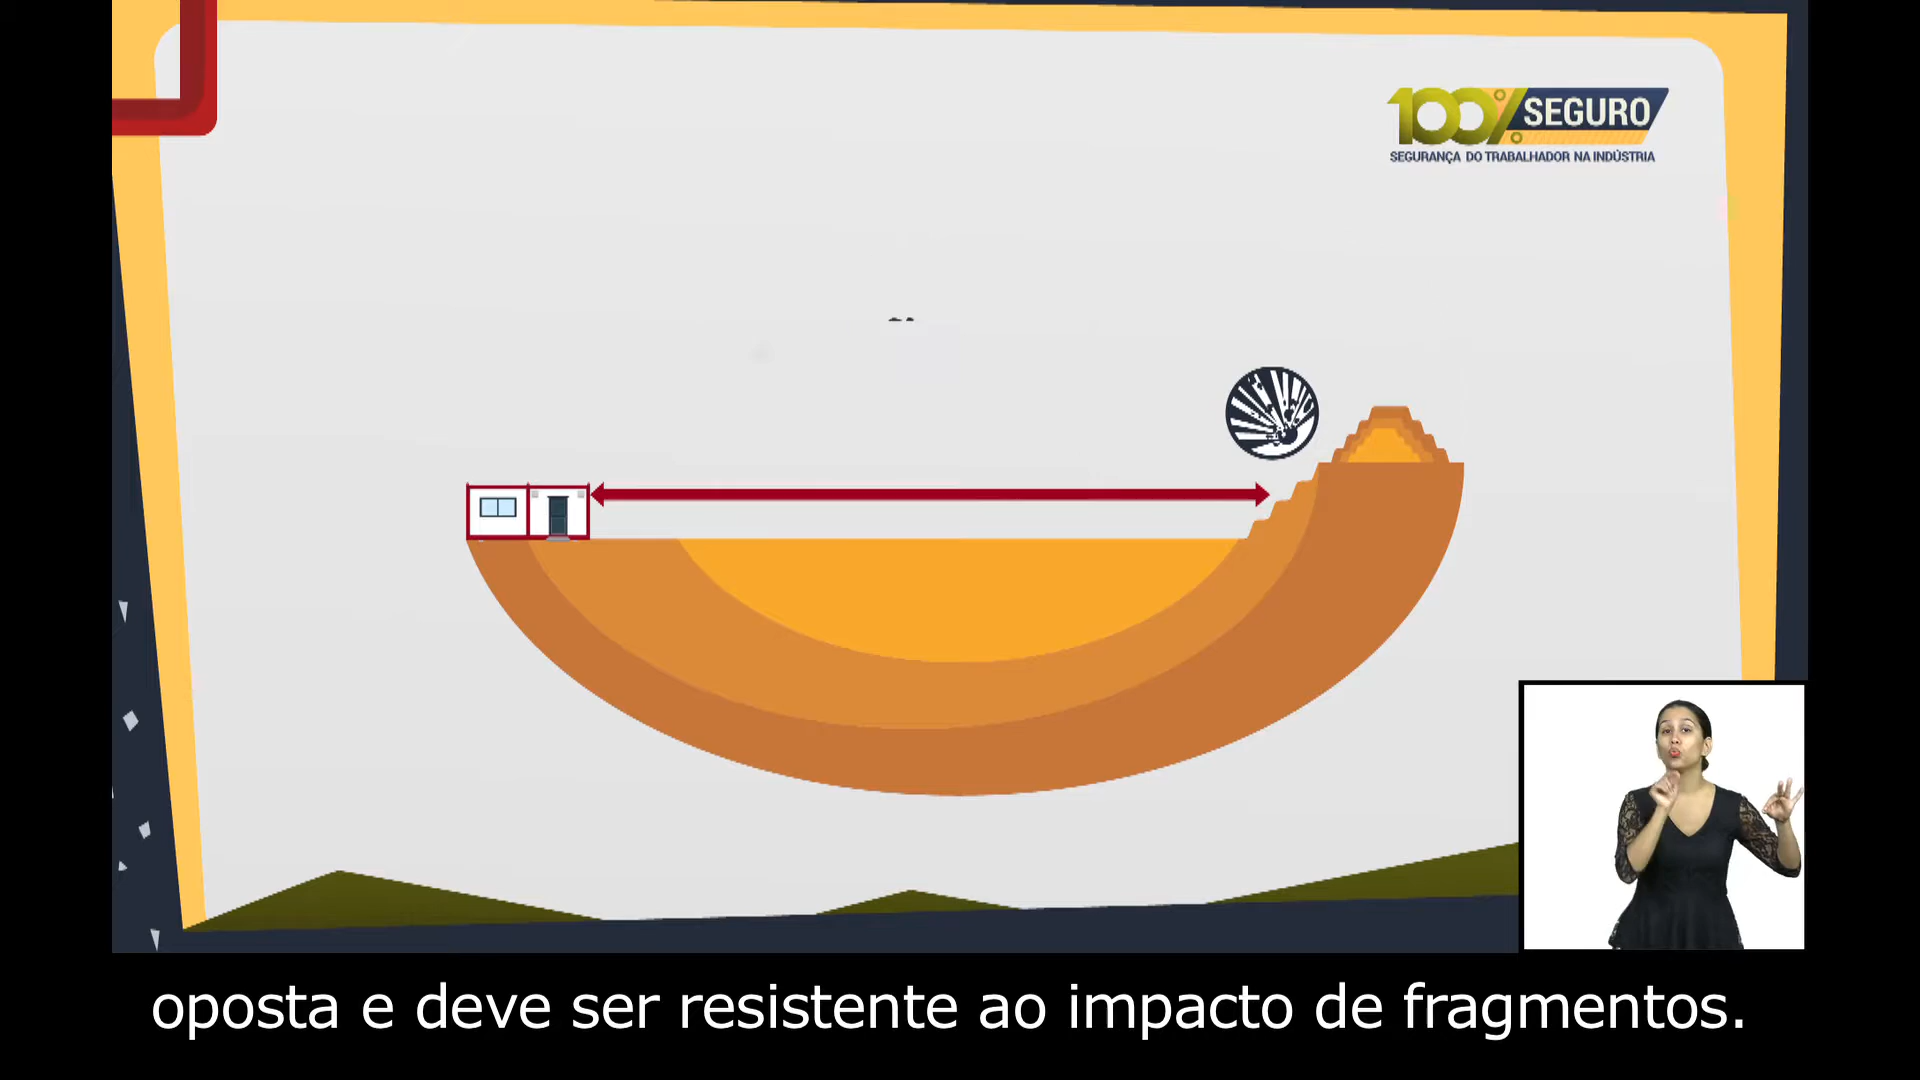 100% SEGURO
SEGURANÇA DO TRABALHADOR NA INDÚSTRIA
oposta e deve ser resistente ao impacto de fragmentos.